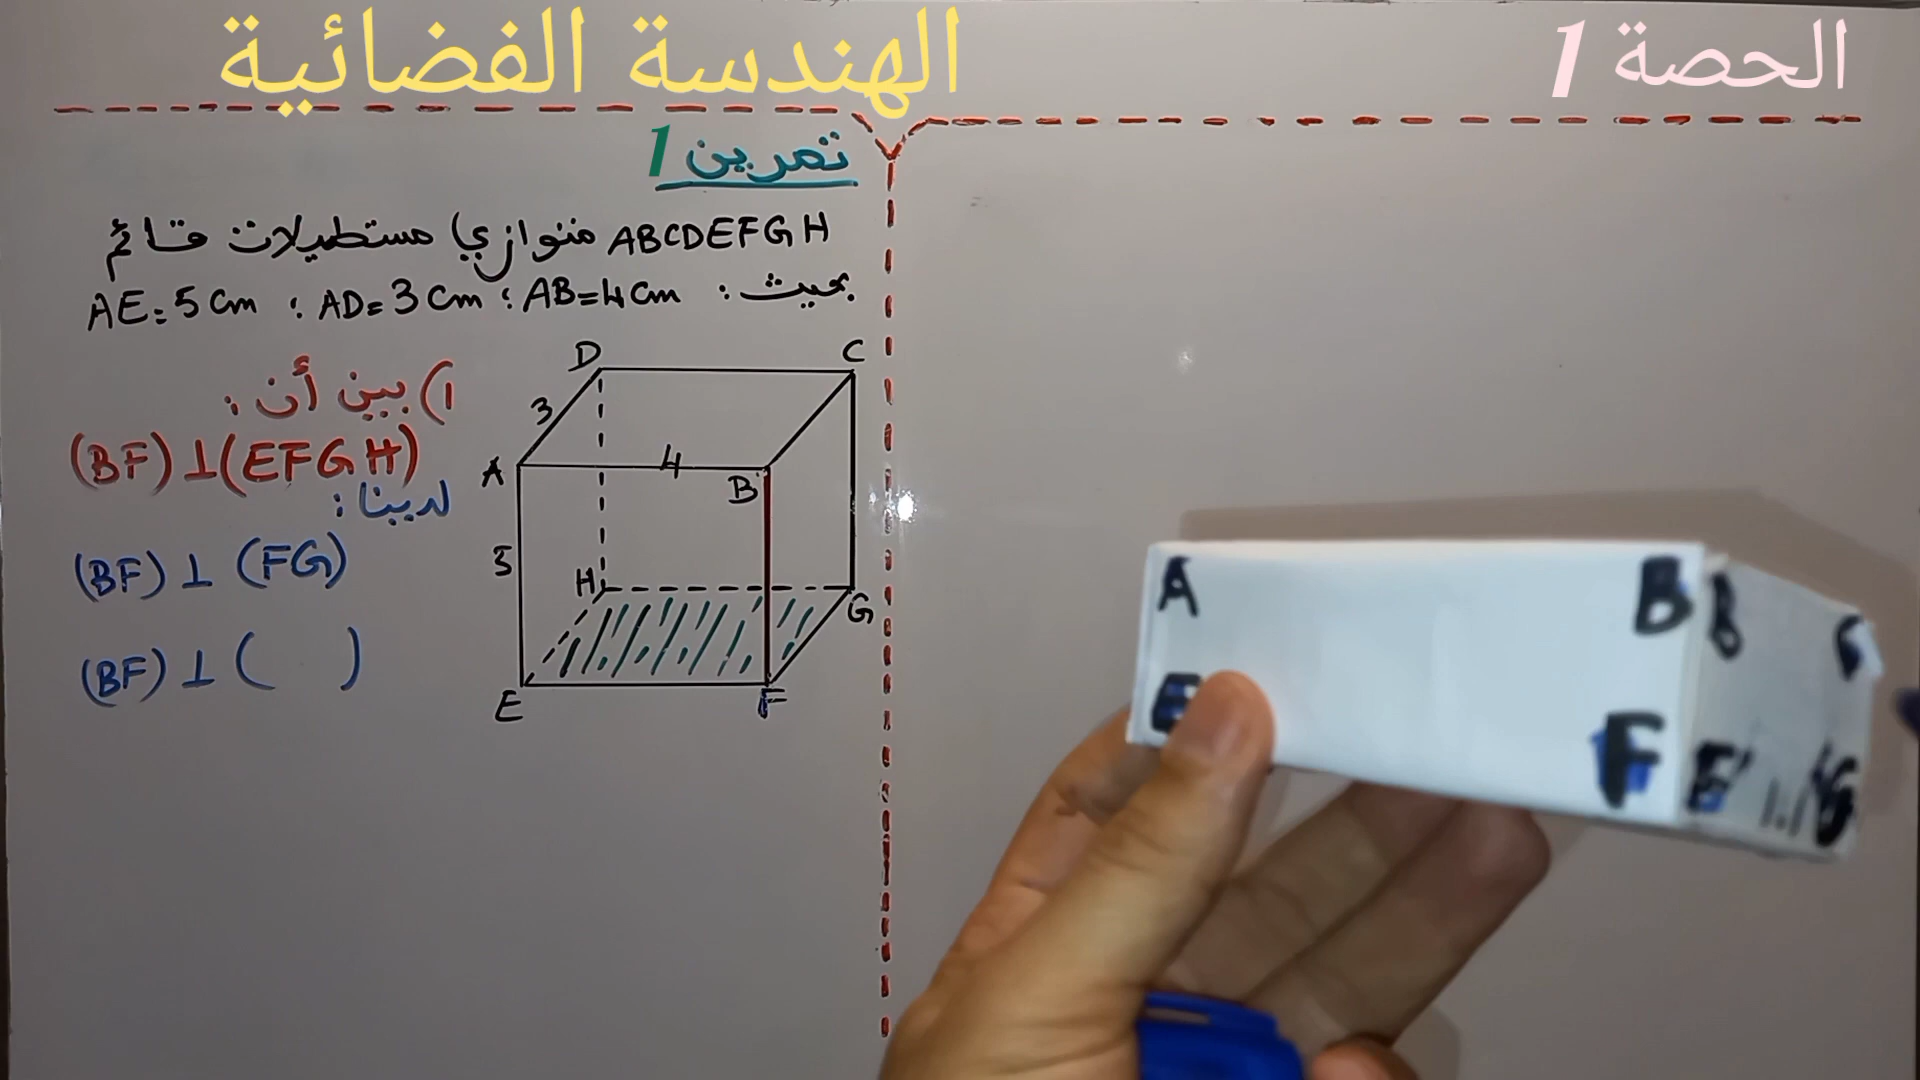 الهندسة الفضائية
الحصة 1
تمرين 1
ABCDEFGH متوازي مستطيلات قائم
بحيث : AB=4cm ؛ AD=3cm ؛ AE=5cm
1) بين أن :
(BF)⊥(EFGH)
لدينا :
(BF)⊥(FG)
(BF)⊥( )
D
C
3
A
4
B
5
H
G
E
F
A
B
B
E
F
F
G